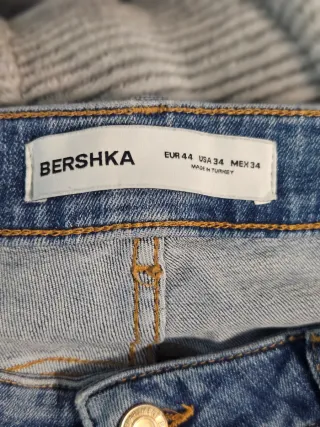 BERSHKA
EUR 44 USA 34 MEX 34
MADE IN TURKEY